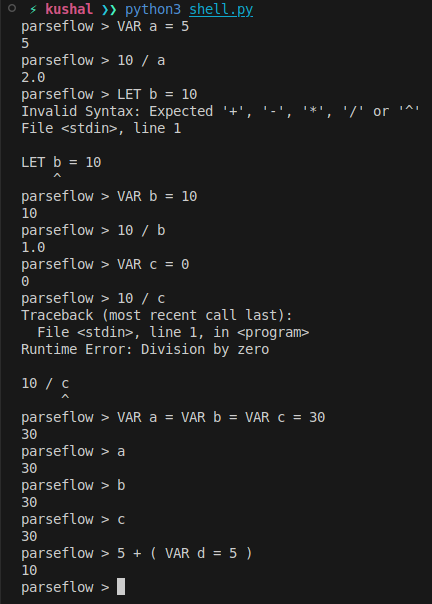 ⚡ kushal ❯❯ python3 shell.py
parseflow > VAR a = 5
5
parseflow > 10 / a
2.0
parseflow > LET b = 10
Invalid Syntax: Expected '+', '-', '*', '/' or '^'
File <stdin>, line 1

LET b = 10
    ^
parseflow > VAR b = 10
10
parseflow > 10 / b
1.0
parseflow > VAR c = 0
0
parseflow > 10 / c
Traceback (most recent call last):
  File <stdin>, line 1, in <program>
Runtime Error: Division by zero

10 / c
     ^
parseflow > VAR a = VAR b = VAR c = 30
30
parseflow > a
30
parseflow > b
30
parseflow > c
30
parseflow > 5 + ( VAR d = 5 )
10
parseflow >